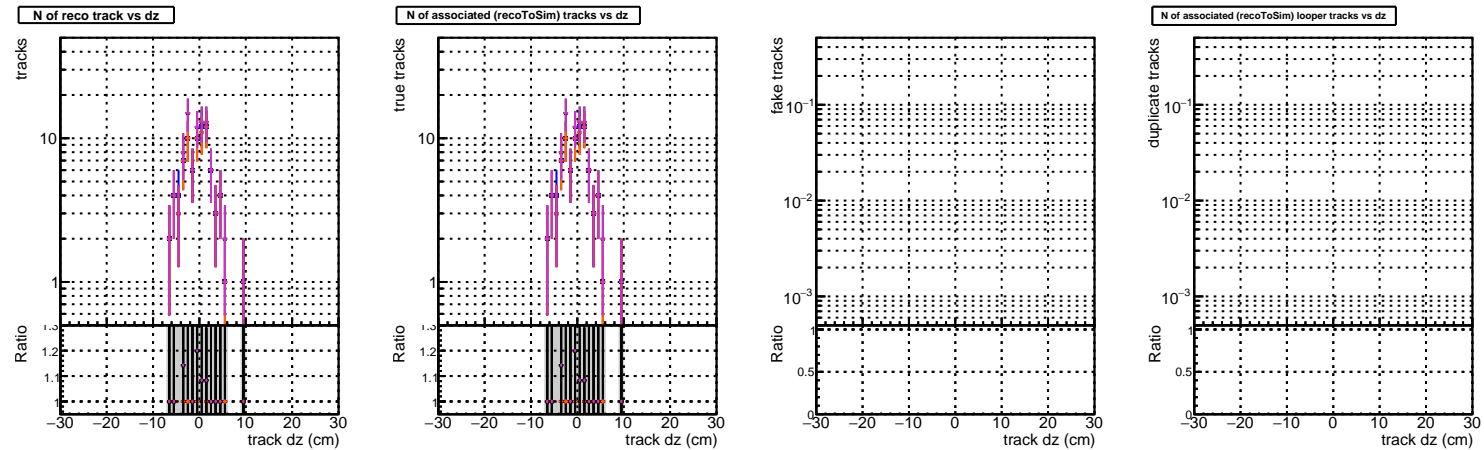 N of reco track vs dz
tracks
10
1
1.3
Ratio
1.2
1.1
1
−30 −20 −10 0 10 20 30
track dz (cm)
N of associated (recoToSim) tracks vs dz
true tracks
10
1
1.3
Ratio
1.2
1.1
1
−30 −20 −10 0 10 20 30
track dz (cm)
fake tracks
10−1
10−2
10−3
Ratio
1
0.5
0
−30 −20 −10 0 10 20 30
track dz (cm)
N of associated (recoToSim) looper tracks vs dz
duplicate tracks
10−1
10−2
10−3
Ratio
1
0.5
0
−30 −20 −10 0 10 20 30
track dz (cm)